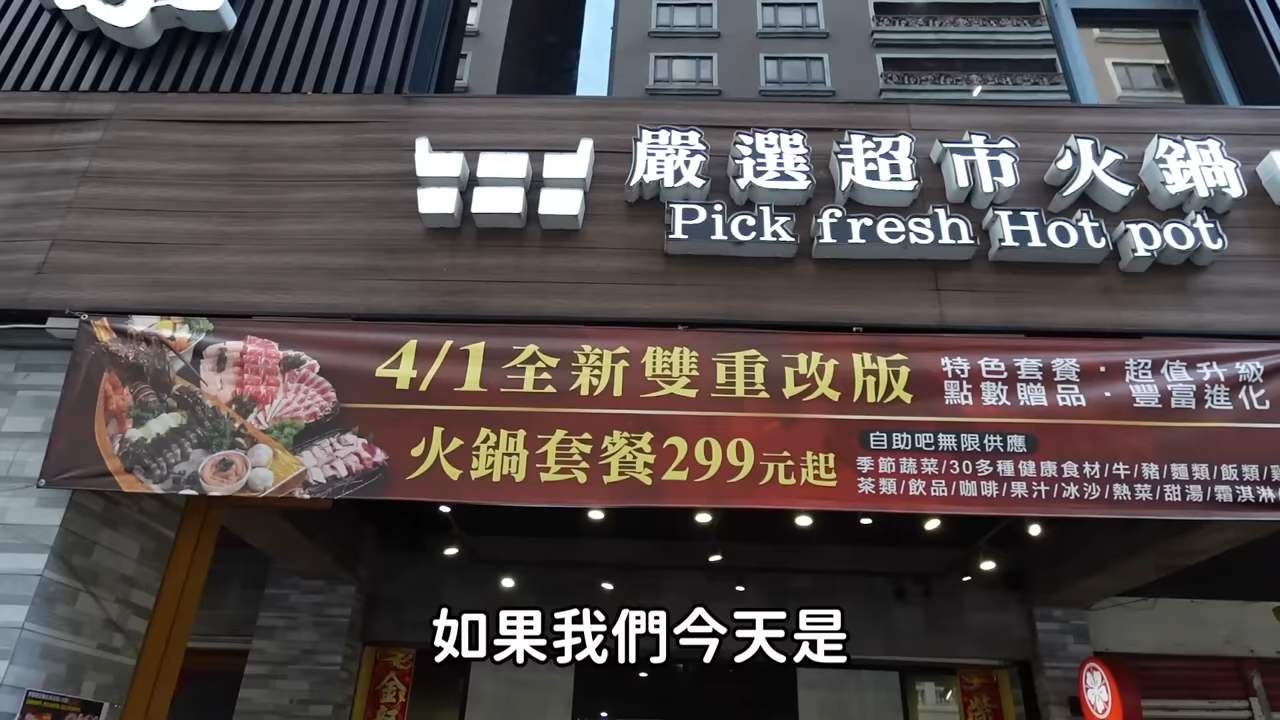 嚴選超市火鍋
Pick fresh Hot pot
4/1全新雙重改版
特色套餐・超值升級
點數贈品・豐富進化
火鍋套餐299元起
自助吧無限供應
季節蔬菜/30多種健康食材/牛/豬/麵類/飯類/
茶類/飲品/咖啡/果汁/冰沙/熱菜/甜湯/霜淇淋
如果我們今天是